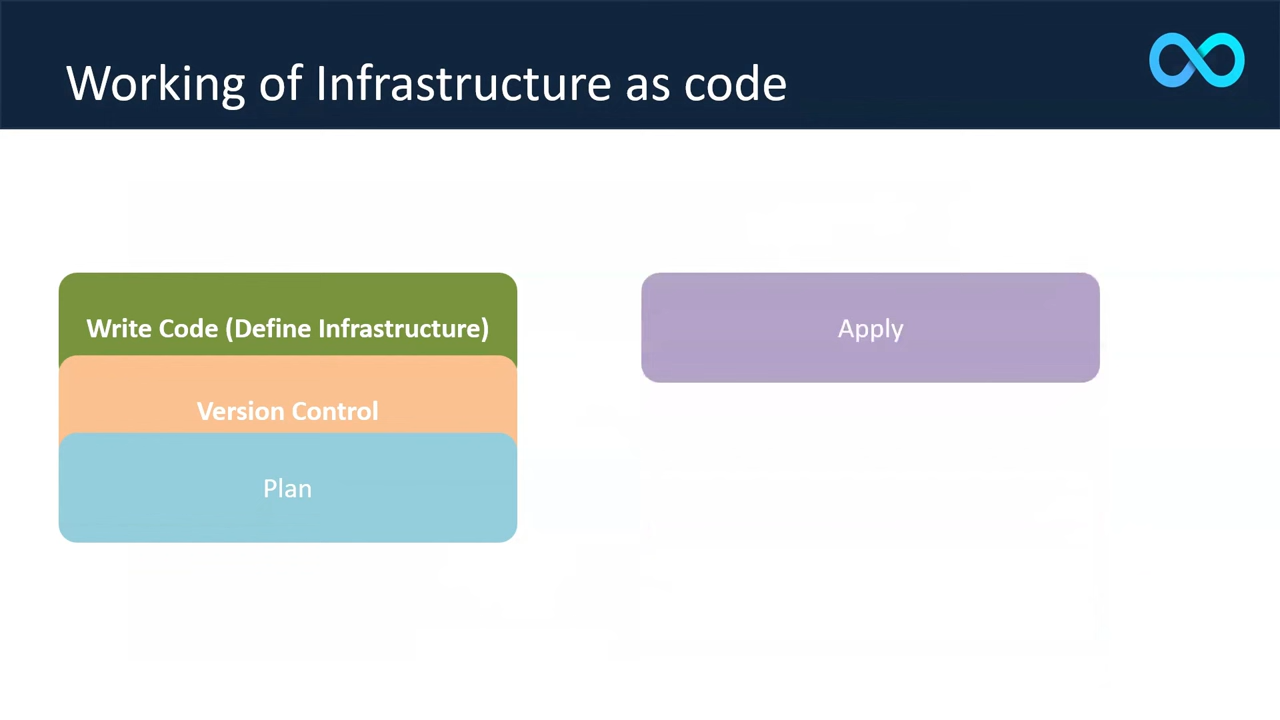 Working of Infrastructure as code
Write Code (Define Infrastructure)
Version Control
Plan
Apply